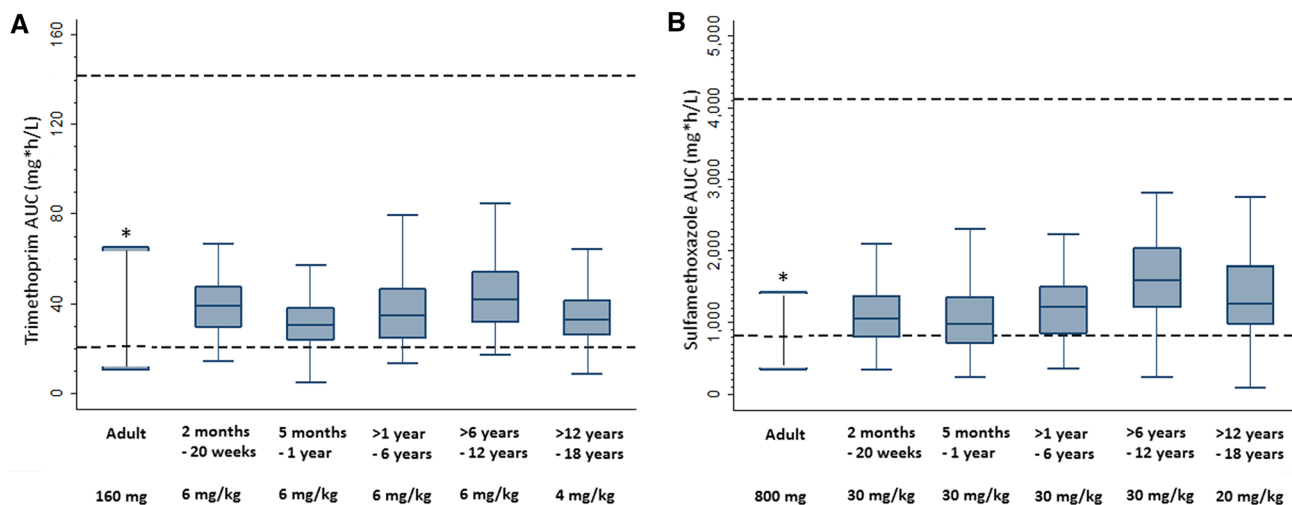 A
Trimethoprim AUC (mg*h/L)
160
120
80
40
0
*
Adult
2 months
- 20 weeks
5 months
- 1 year
>1 year
- 6 years
>6 years
- 12 years
>12 years
- 18 years
160 mg
6 mg/kg
6 mg/kg
6 mg/kg
6 mg/kg
4 mg/kg
B
Sulfamethoxazole AUC (mg*h/L)
5,000
4,000
3,000
2,000
1,000
0
*
Adult
2 months
- 20 weeks
5 months
- 1 year
>1 year
- 6 years
>6 years
- 12 years
>12 years
- 18 years
800 mg
30 mg/kg
30 mg/kg
30 mg/kg
30 mg/kg
20 mg/kg